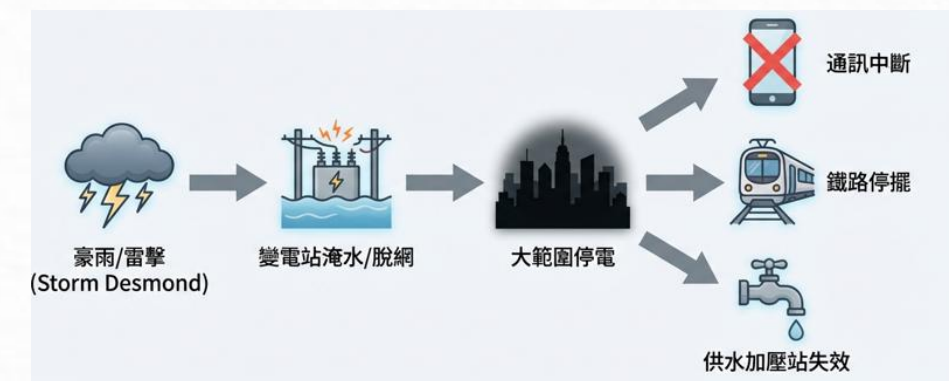 豪雨/雷擊
(Storm Desmond)
變電站淹水/脫網
大範圍停電
通訊中斷
鐵路停擺
供水加壓站失效